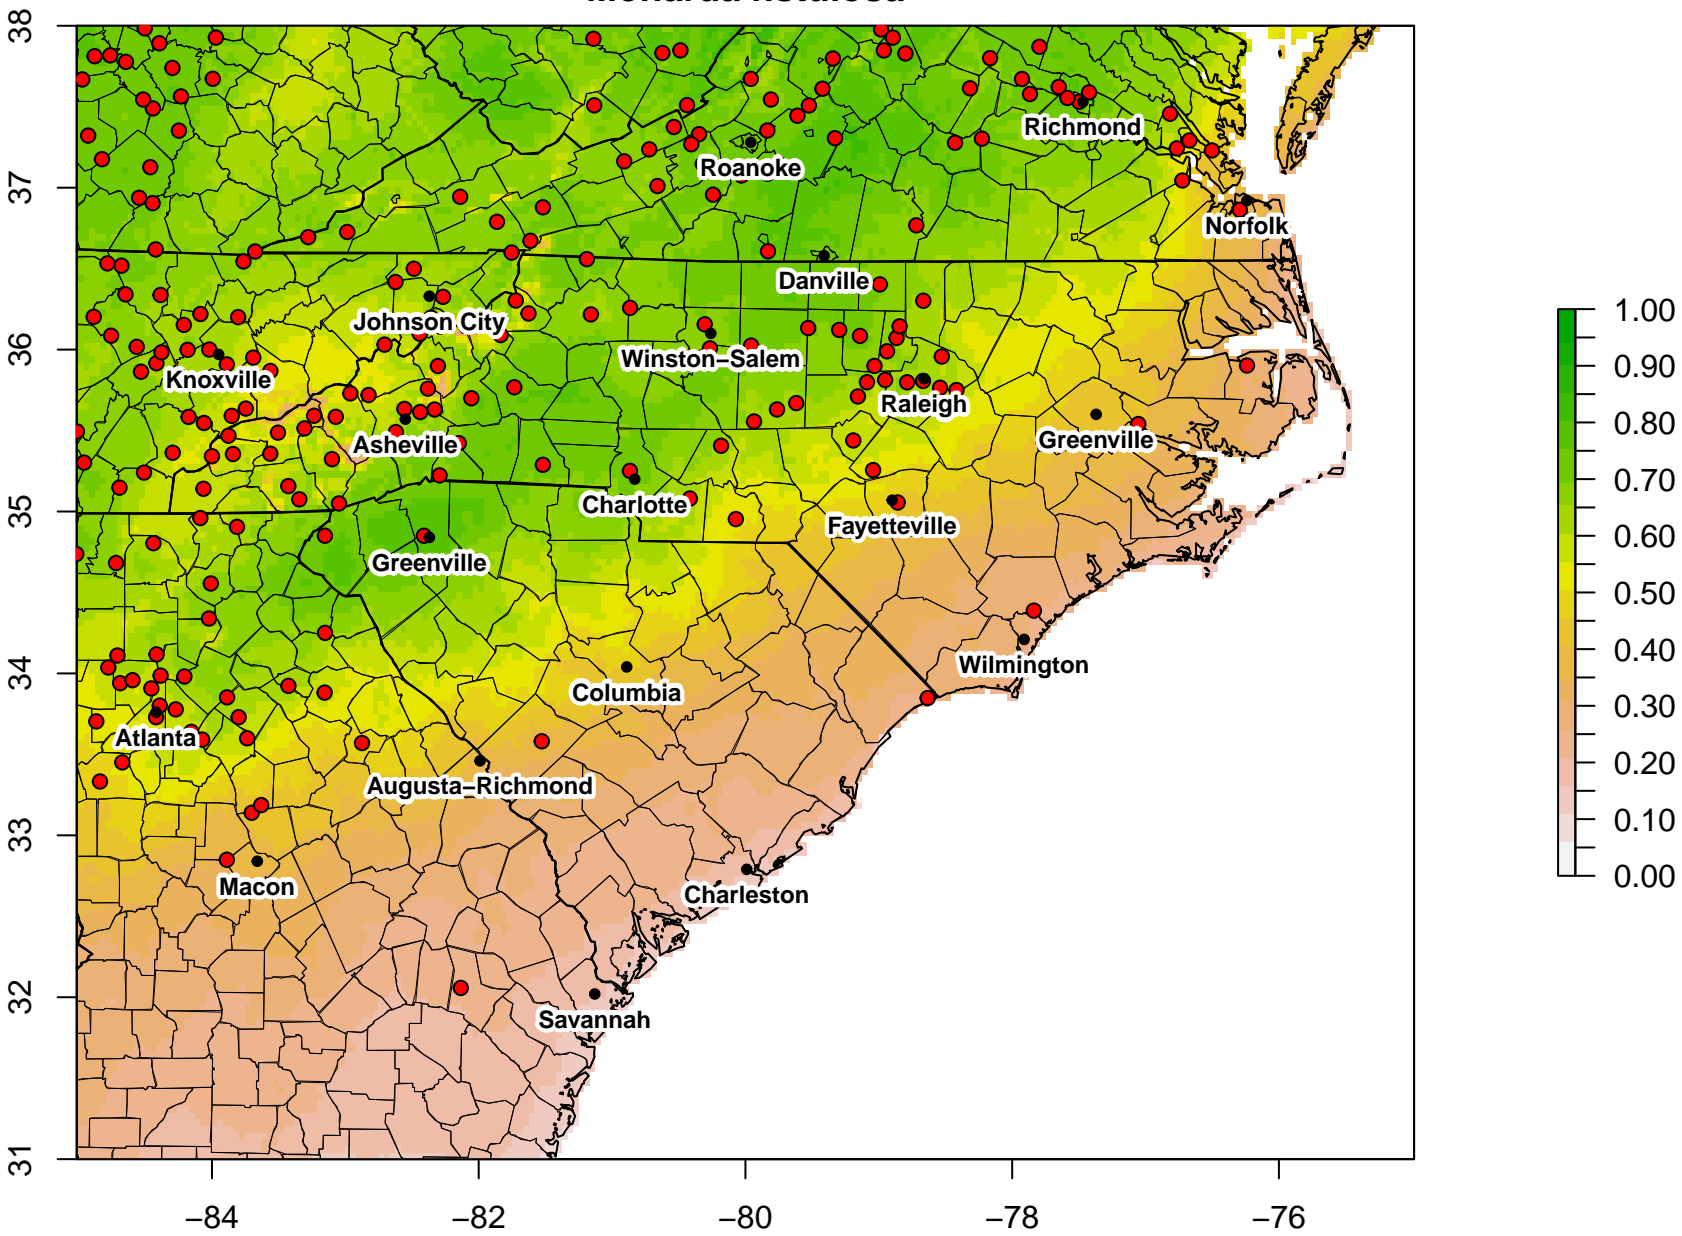 Monarda fistulosa
38
37
36
35
34
33
32
31
Richmond
Roanoke
Norfolk
Danville
Johnson City
Winston–Salem
Knoxville
Raleigh
Asheville
Greenville
Charlotte
Fayetteville
Greenville
Wilmington
Columbia
Atlanta
Augusta–Richmond
Macon
Charleston
Savannah
−84 −82 −80 −78 −76
1.00
0.90
0.80
0.70
0.60
0.50
0.40
0.30
0.20
0.10
0.00